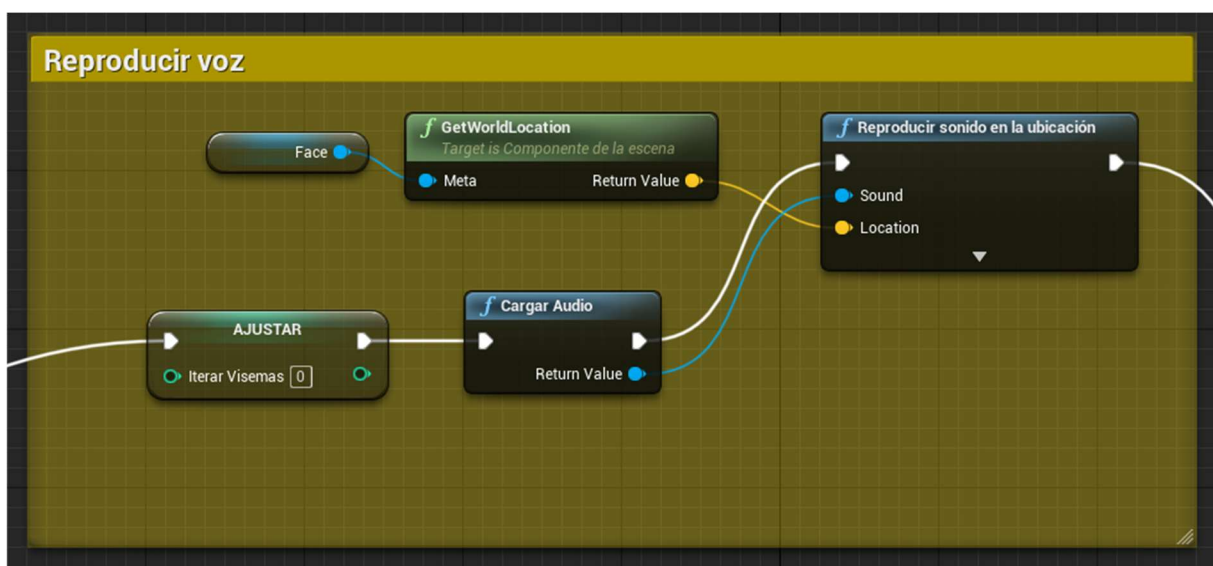 Reproducir voz
Face
f GetWorldLocation
Target is Componente de la escena
Meta Return Value
f Reproducir sonido en la ubicación
Sound
Location
AJUSTAR
Iterar Visemas 0
f Cargar Audio
Return Value